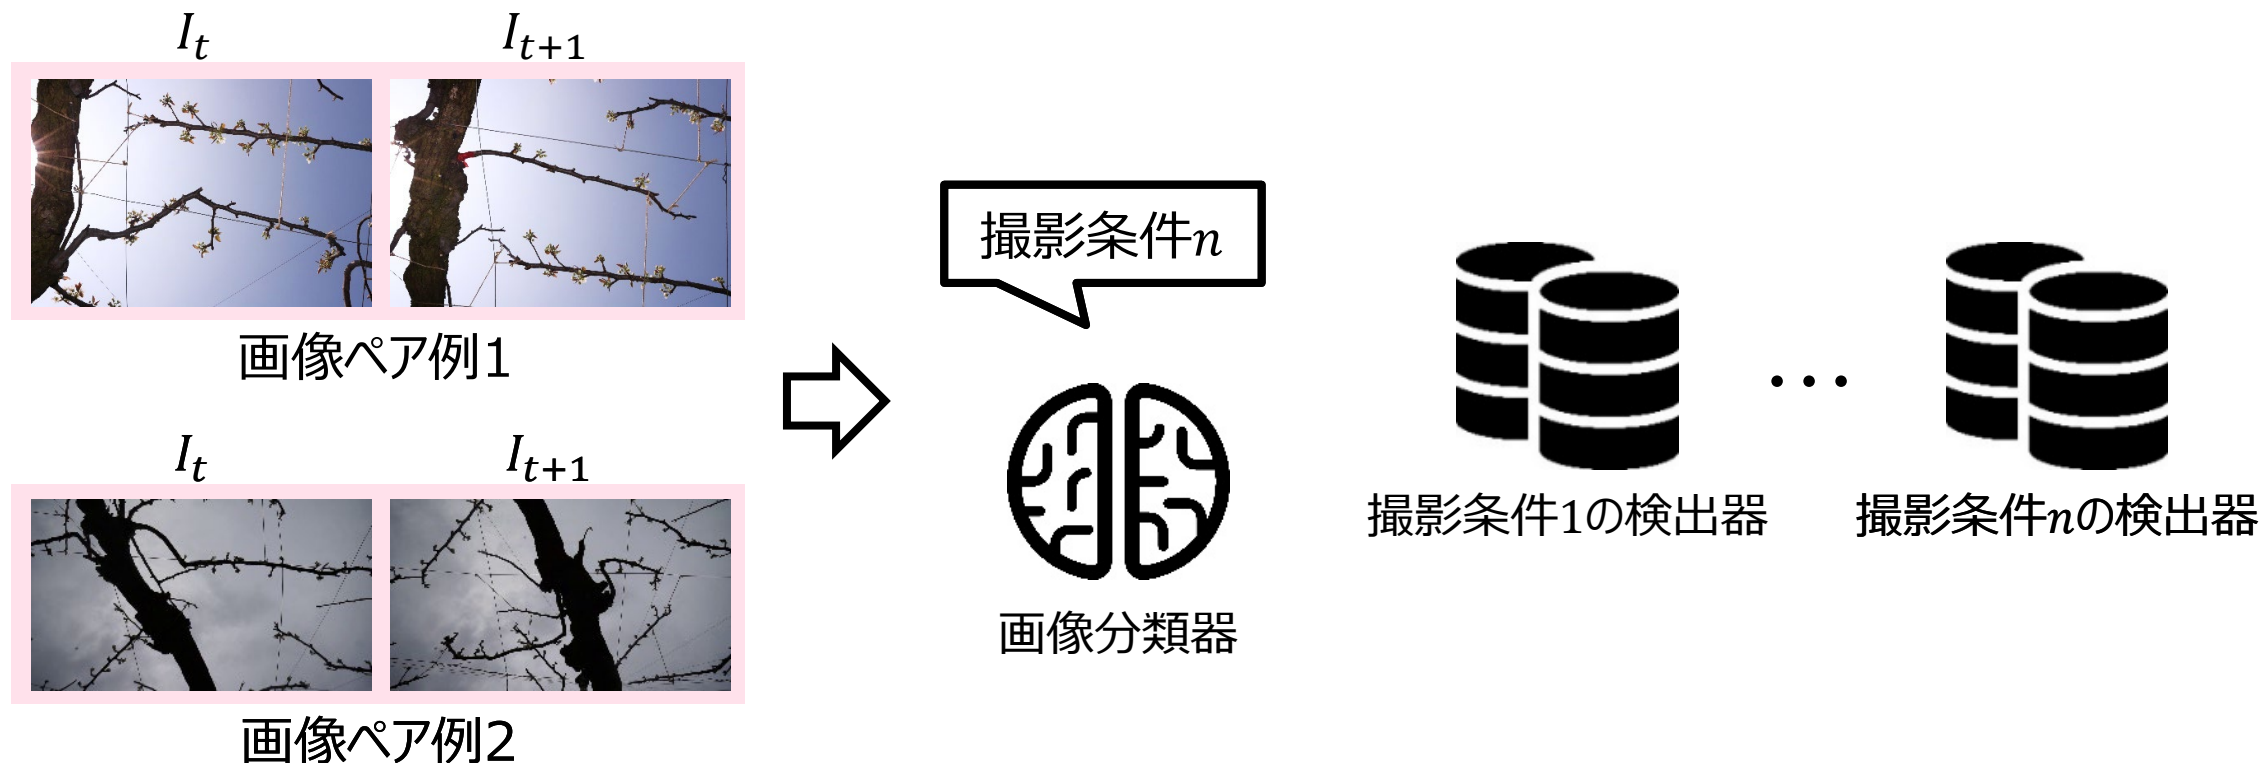 I_t
I_{t+1}
画像ペア例1
I_t
I_{t+1}
画像ペア例2
撮影条件n
画像分類器
撮影条件1の検出器
…
撮影条件nの検出器